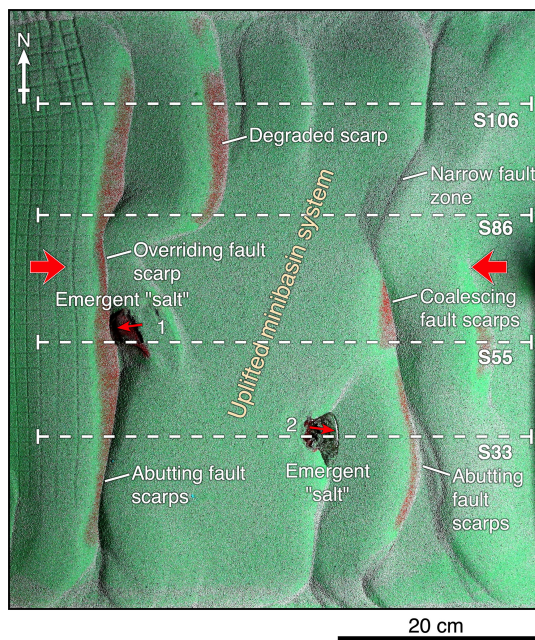 N
S106
Degraded scarp
Narrow fault
zone
S86
Uplifted minibasin system
Overriding fault
scarp
Emergent "salt"
1
Coalescing
fault scarps
S55
2
S33
Emergent
"salt"
Abutting fault
scarps
Abutting
fault
scarps
20 cm